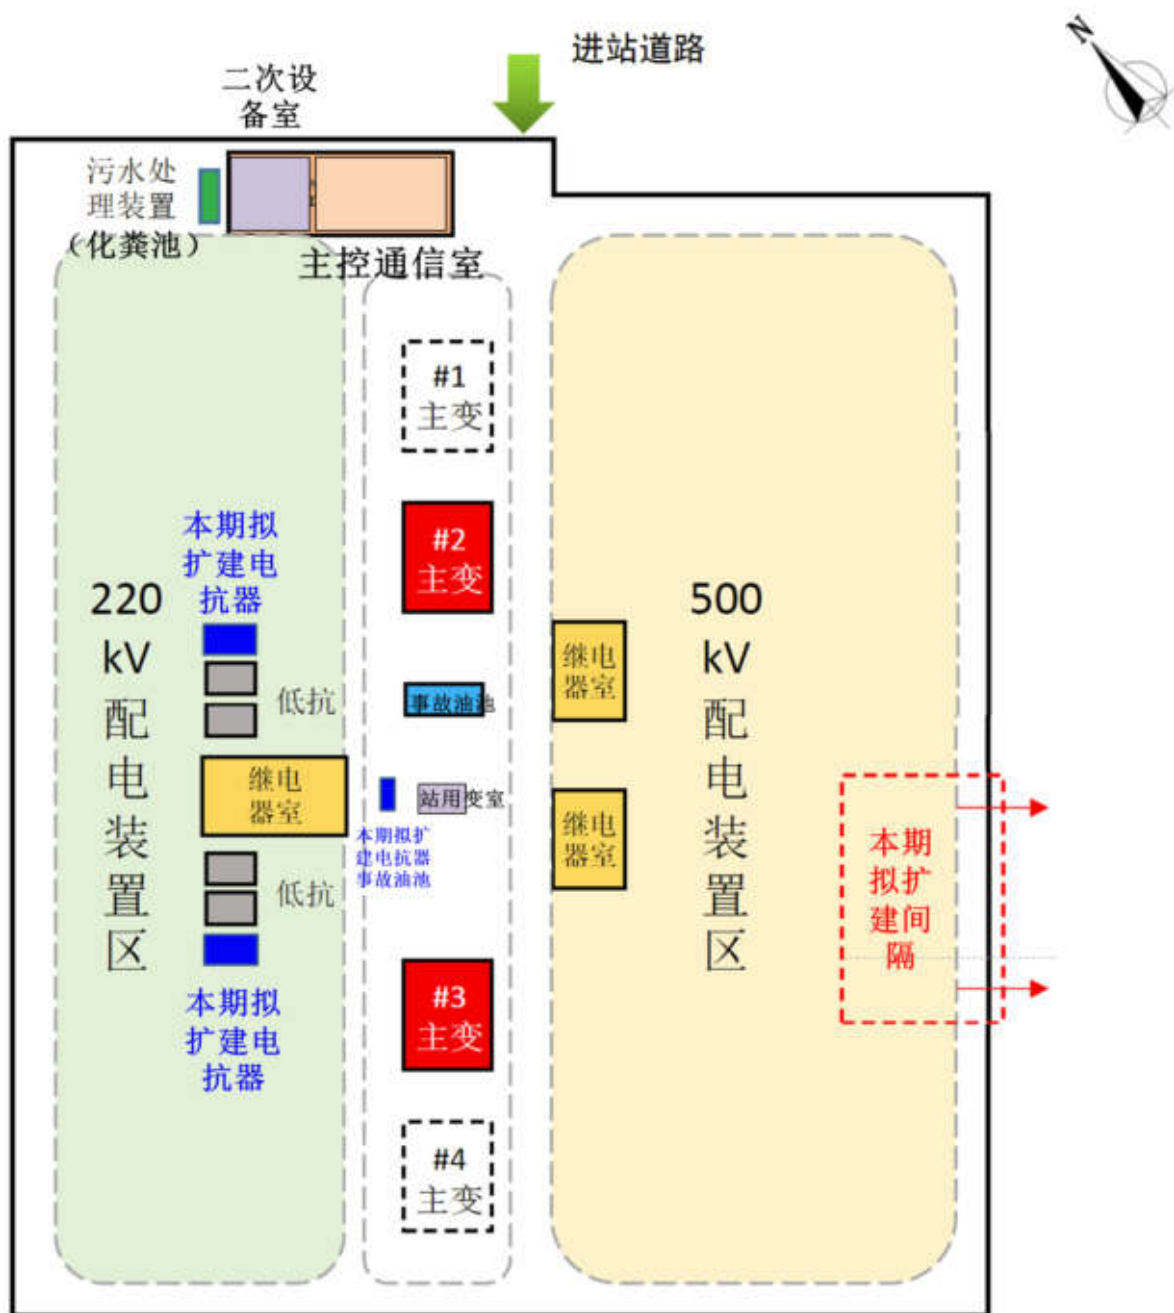 进站道路
N
二次设
备室
污水处
理装置
（化粪池）
主控通信室
#1
主变
#2
主变
本期拟
扩建电
抗器
220
kV
配
电
装
置
区
低抗
继电
器室
低抗
本期拟
扩建电
抗器
事故油池
站用变室
本期拟扩
建电抗器
事故油池
#3
主变
#4
主变
继电
器室
继电
器室
500
kV
配
电
装
置
区
本期
拟扩
建间
隔